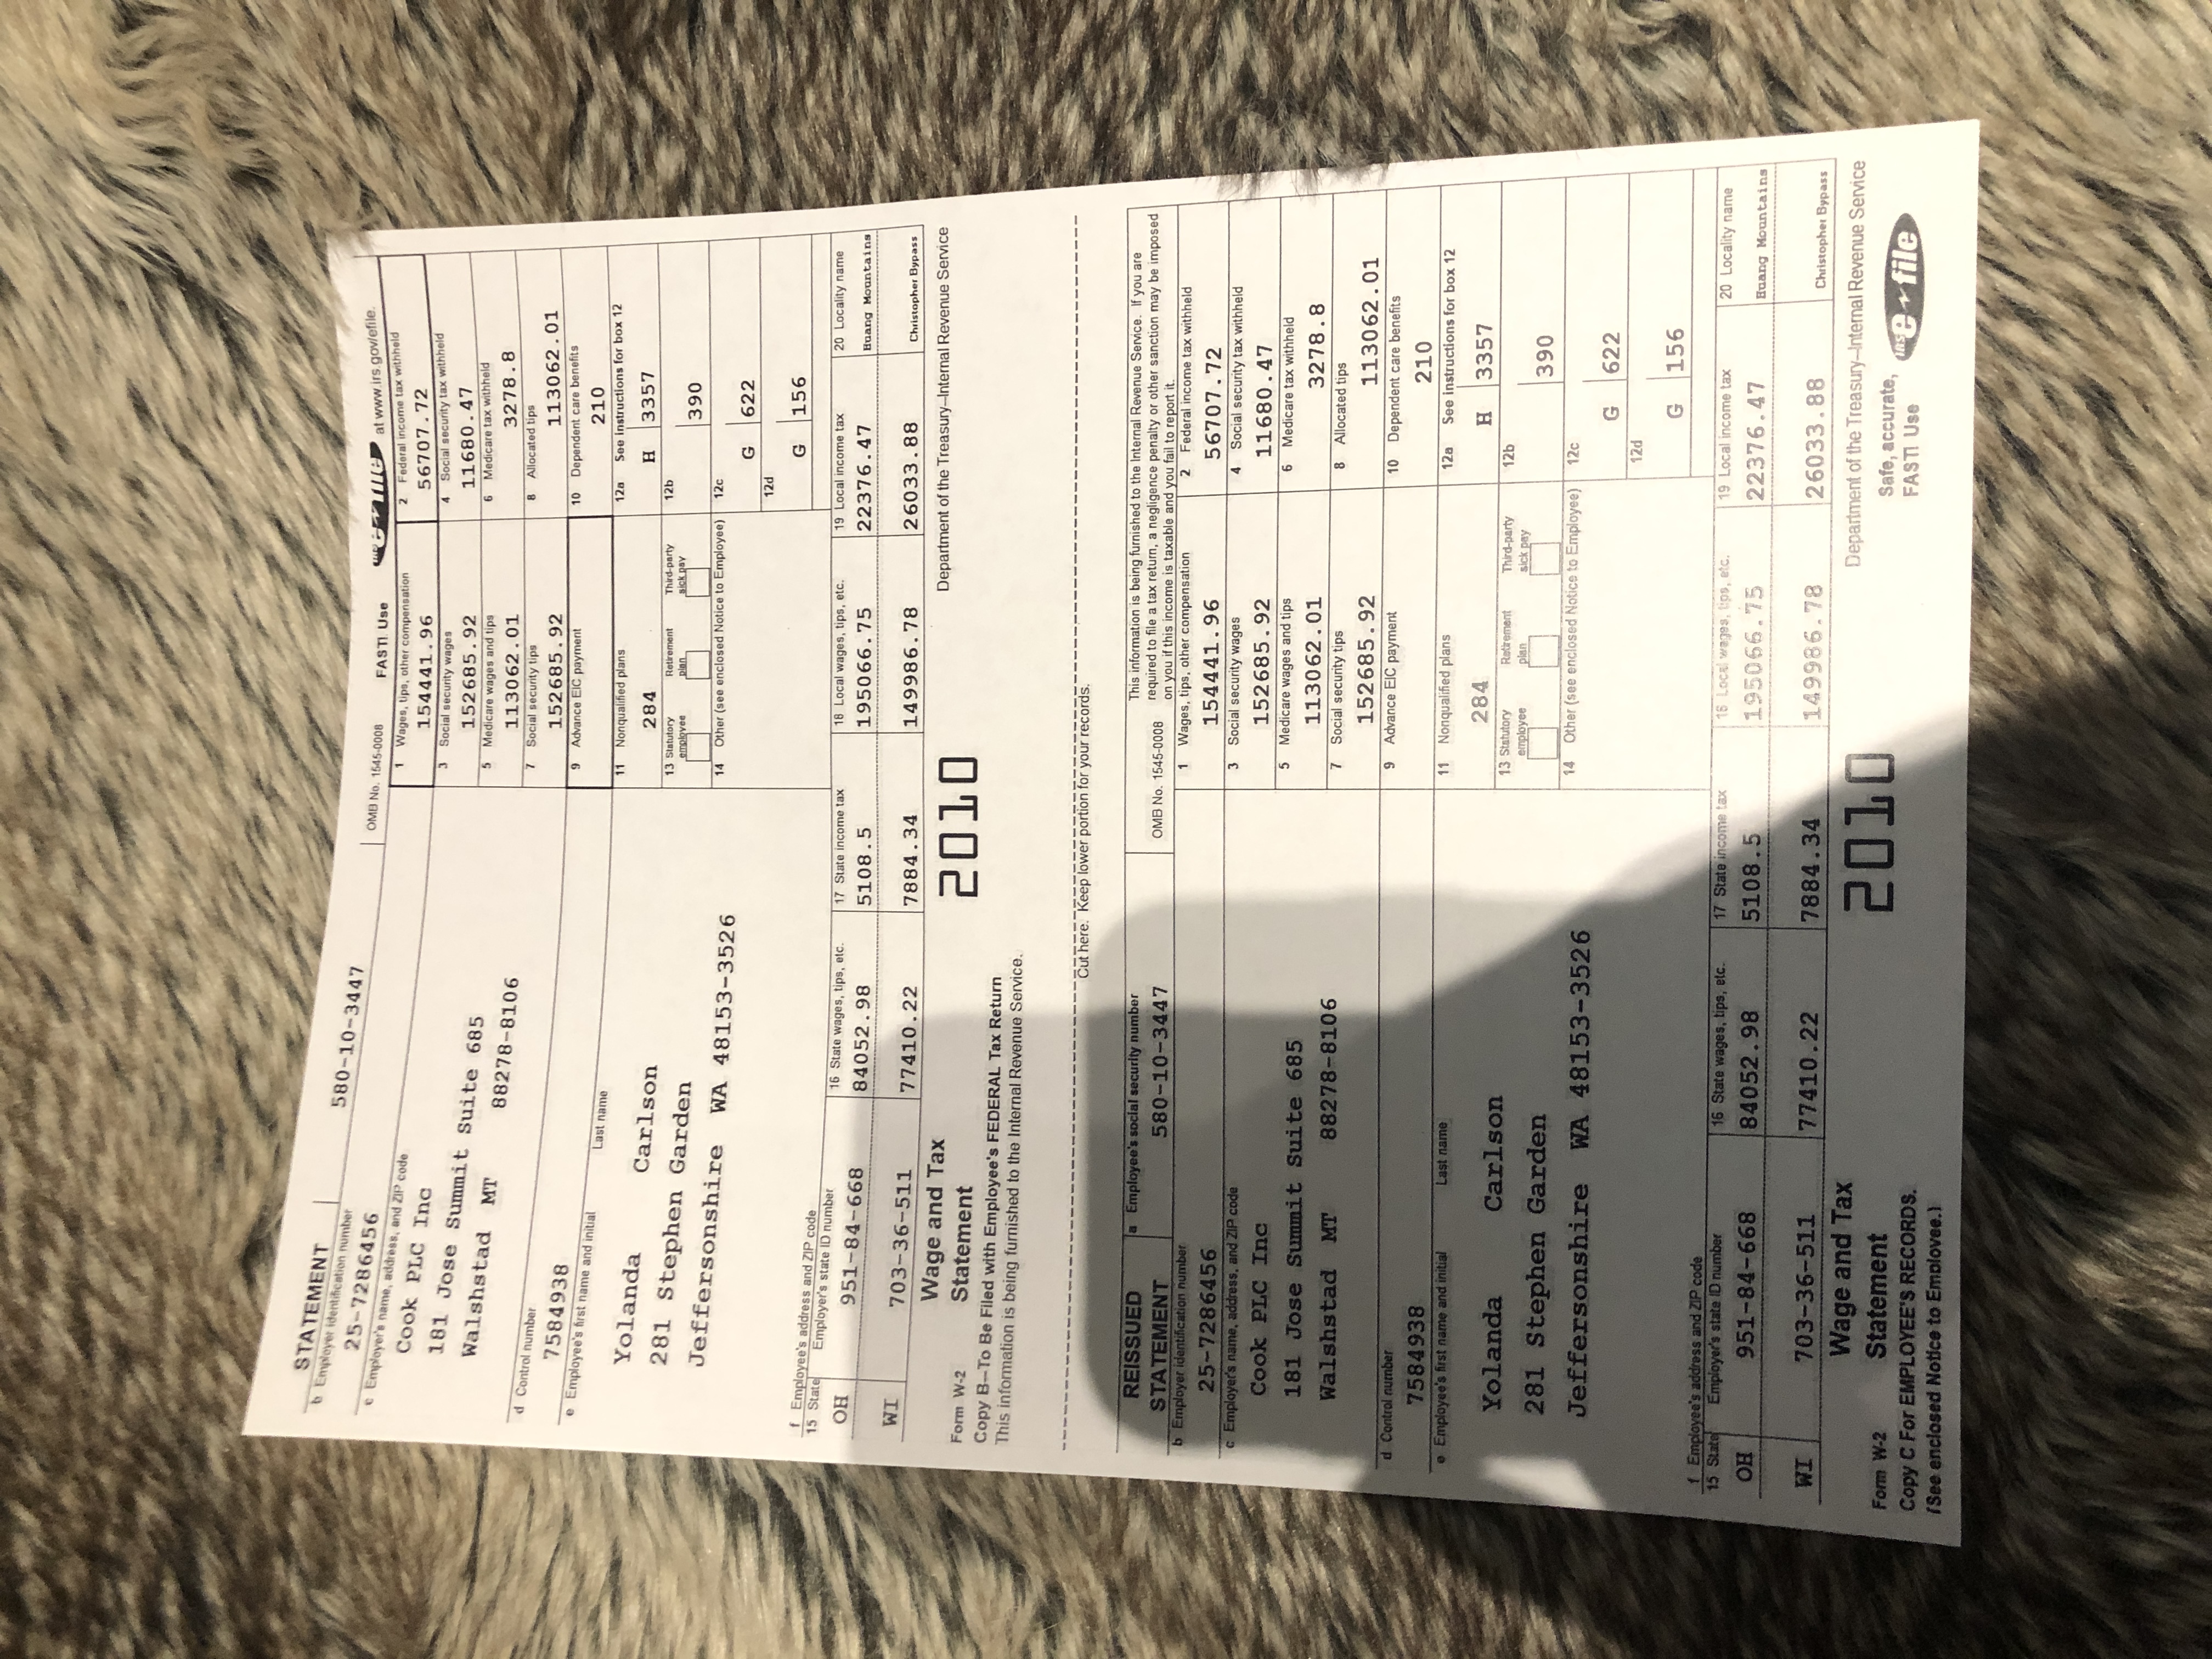 STATEMENT
580-10-3447
OMB No. 1545-0008 FAST! Use e-file at www.irs.gov/efile.
b Employer identification number
25-7286456
c Employer's name, address, and ZIP code
Cook PLC Inc
181 Jose Summit Suite 685
Walshstad MT 88278-8106
d Control number
7584938
e Employee's first name and initial Last name
Yolanda Carlson
281 Stephen Garden
Jeffersonshire WA 48153-3526
f Employee's address and ZIP code
1 Wages, tips, other compensation 2 Federal income tax withheld
154441.96 56707.72
3 Social security wages 4 Social security tax withheld
152685.92 11680.47
5 Medicare wages and tips 6 Medicare tax withheld
113062.01 3278.8
7 Social security tips 8 Allocated tips
152685.92 113062.01
9 Advance EIC payment 10 Dependent care benefits
210
11 Nonqualified plans 12a See instructions for box 12
284 H 3357
13 Statutory employee Retirement plan Third-party sick pay 12b
390
14 Other (see enclosed Notice to Employee) 12c
G 622
12d
G 156
15 State Employer's state ID number 16 State wages, tips, etc. 17 State income tax 18 Local wages, tips, etc. 19 Local income tax 20 Locality name
OH 951-84-668 84052.98 5108.5 195066.75 22376.47 Huang Mountains
WI 703-36-511 77410.22 7884.34 149986.78 26033.88 Christopher Bypass
Wage and Tax
Form W-2 Statement 2010 Department of the Treasury—Internal Revenue Service
Copy B—To Be Filed with Employee's FEDERAL Tax Return
This information is being furnished to the Internal Revenue Service.
Cut here. Keep lower portion for your records.
REISSUED
STATEMENT
a Employee's social security number
580-10-3447
OMB No. 1545-0008
This information is being furnished to the Internal Revenue Service. If you are
required to file a tax return, a negligence penalty or other sanction may be imposed
on you if this income is taxable and you fail to report it.
b Employer identification number
25-7286456
c Employer's name, address, and ZIP code
Cook PLC Inc
181 Jose Summit Suite 685
Walshstad MT 88278-8106
d Control number
7584938
e Employee's first name and initial Last name
Yolanda Carlson
281 Stephen Garden
Jeffersonshire WA 48153-3526
f Employee's address and ZIP code
1 Wages, tips, other compensation 2 Federal income tax withheld
154441.96 56707.72
3 Social security wages 4 Social security tax withheld
152685.92 11680.47
5 Medicare wages and tips 6 Medicare tax withheld
113062.01 3278.8
7 Social security tips 8 Allocated tips
152685.92 113062.01
9 Advance EIC payment 10 Dependent care benefits
210
11 Nonqualified plans 12a See instructions for box 12
284 H 3357
13 Statutory employee Retirement plan Third-party sick pay 12b
390
14 Other (see enclosed Notice to Employee) 12c
G 622
12d
G 156
15 State Employer's state ID number 16 State wages, tips, etc. 17 State income tax 18 Local wages, tips, etc. 19 Local income tax 20 Locality name
OH 951-84-668 84052.98 5108.5 195066.75 22376.47 Huang Mountains
WI 703-36-511 77410.22 7884.34 149986.78 26033.88 Christopher Bypass
Wage and Tax
Form W-2 Statement 2010 Department of the Treasury—Internal Revenue Service
Copy C For EMPLOYEE'S RECORDS.
(See enclosed Notice to Employee.)
Safe, accurate,
FAST! Use IRS e-file